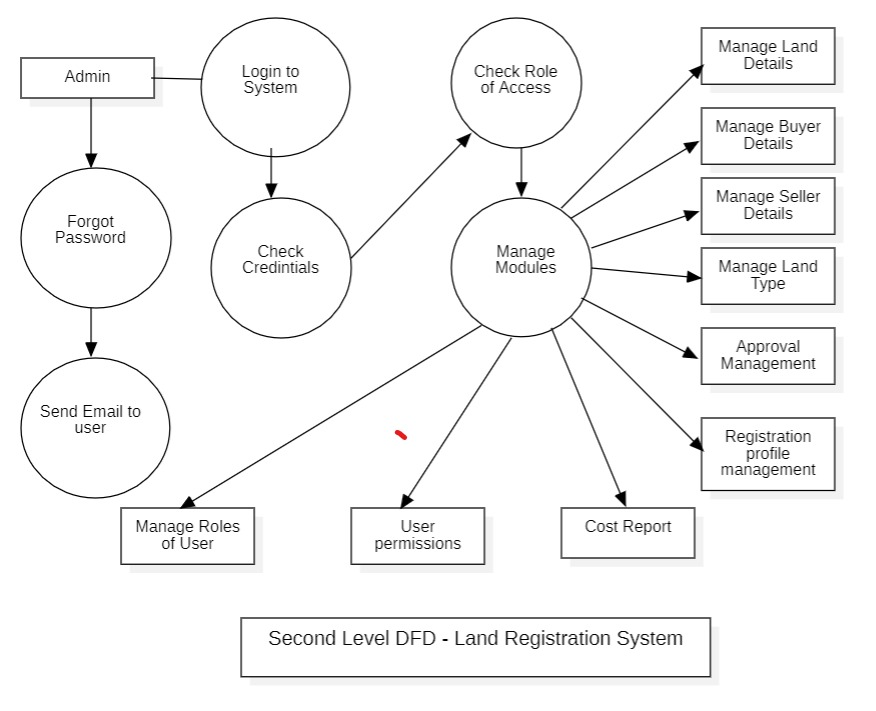 Admin
Login to
System
Check Role
of Access
Manage Land
Details
Manage Buyer
Details
Manage Seller
Details
Manage Land
Type
Approval
Management
Registration
profile
management
Forgot
Password
Check
Credintials
Manage
Modules
Send Email to
user
Manage Roles
of User
User
permissions
Cost Report
Second Level DFD - Land Registration System